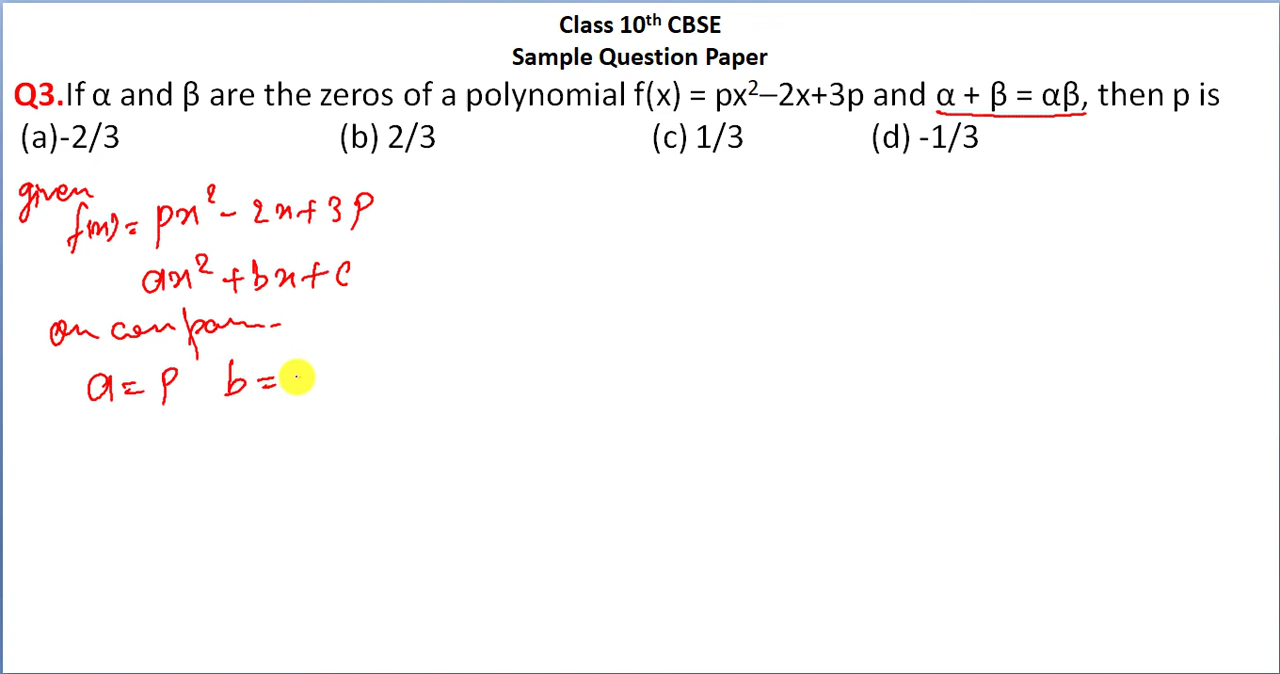 Class 10th CBSE
Sample Question Paper
Q3.If α and β are the zeros of a polynomial f(x) = px²–2x+3p and α + β = αβ, then p is
(a)-2/3 (b) 2/3 (c) 1/3 (d) -1/3
given
f(x)= px² - 2x + 3p
ax² + bx + c
on compar--
a = p b =